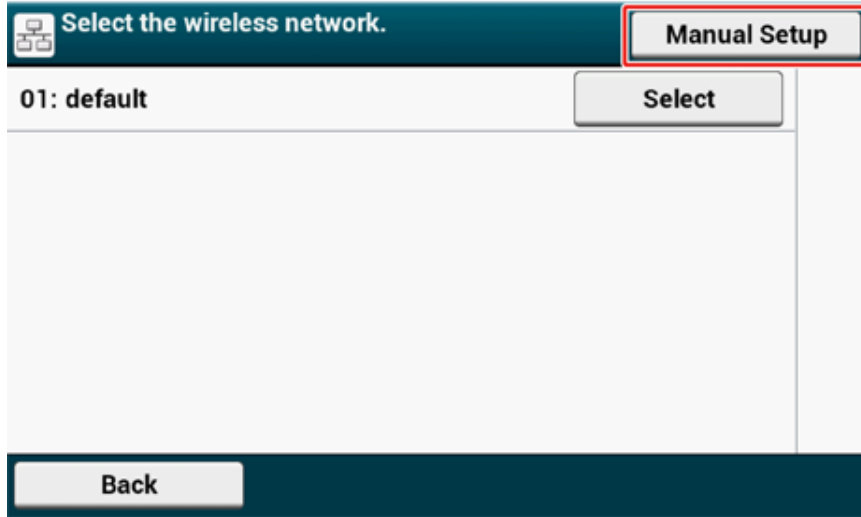 Select the wireless network.
Manual Setup
01: default
Select
Back